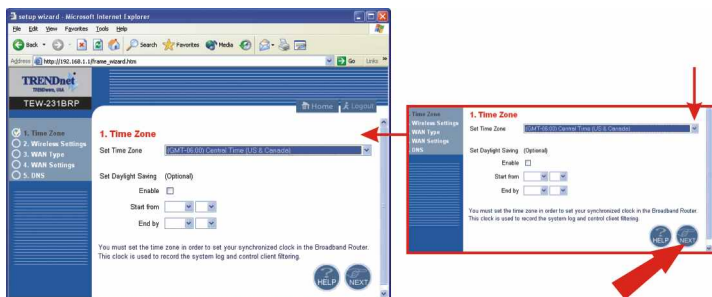 setup wizard - Microsoft Internet Explorer
File Edit View Favorites Tools Help
Back Search Favorites Media
Address http://192.168.1.1/frame_wizard.htm Go Links
TRENDnet
TRENDware, USA
TEW-231BRP
Home Logout
1. Time Zone
2. Wireless Settings
3. WAN Type
4. WAN Settings
5. DNS
1. Time Zone
Set Time Zone (GMT-06:00) Central Time (US & Canada)
Set Daylight Saving (Optional)
Enable
Start from
End by
You must set the time zone in order to set your synchronized clock in the Broadband Router.
This clock is used to record the system log and control client filtering.
HELP NEXT
Time Zone
Wireless Settings
WAN Type
WAN Settings
DNS
1. Time Zone
Set Time Zone (GMT-06:00) Central Time (US & Canada)
Set Daylight Saving (Optional)
Enable
Start from
End by
You must set the time zone in order to set your synchronized clock in the Broadband Router.
This clock is used to record the system log and control client filtering.
HELP NEXT